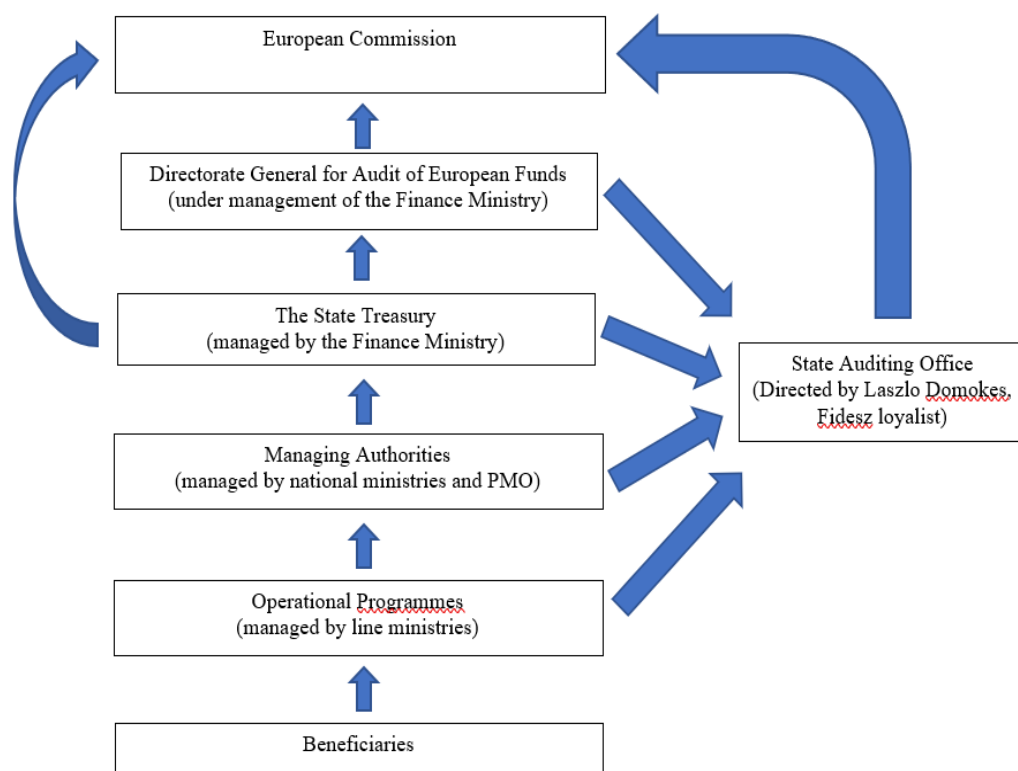 European Commission
Directorate General for Audit of European Funds
(under management of the Finance Ministry)
The State Treasury
(managed by the Finance Ministry)
State Auditing Office
(Directed by Laszlo Domokes,
Fidesz loyalist)
Managing Authorities
(managed by national ministries and PMO)
Operational Programmes
(managed by line ministries)
Beneficiaries